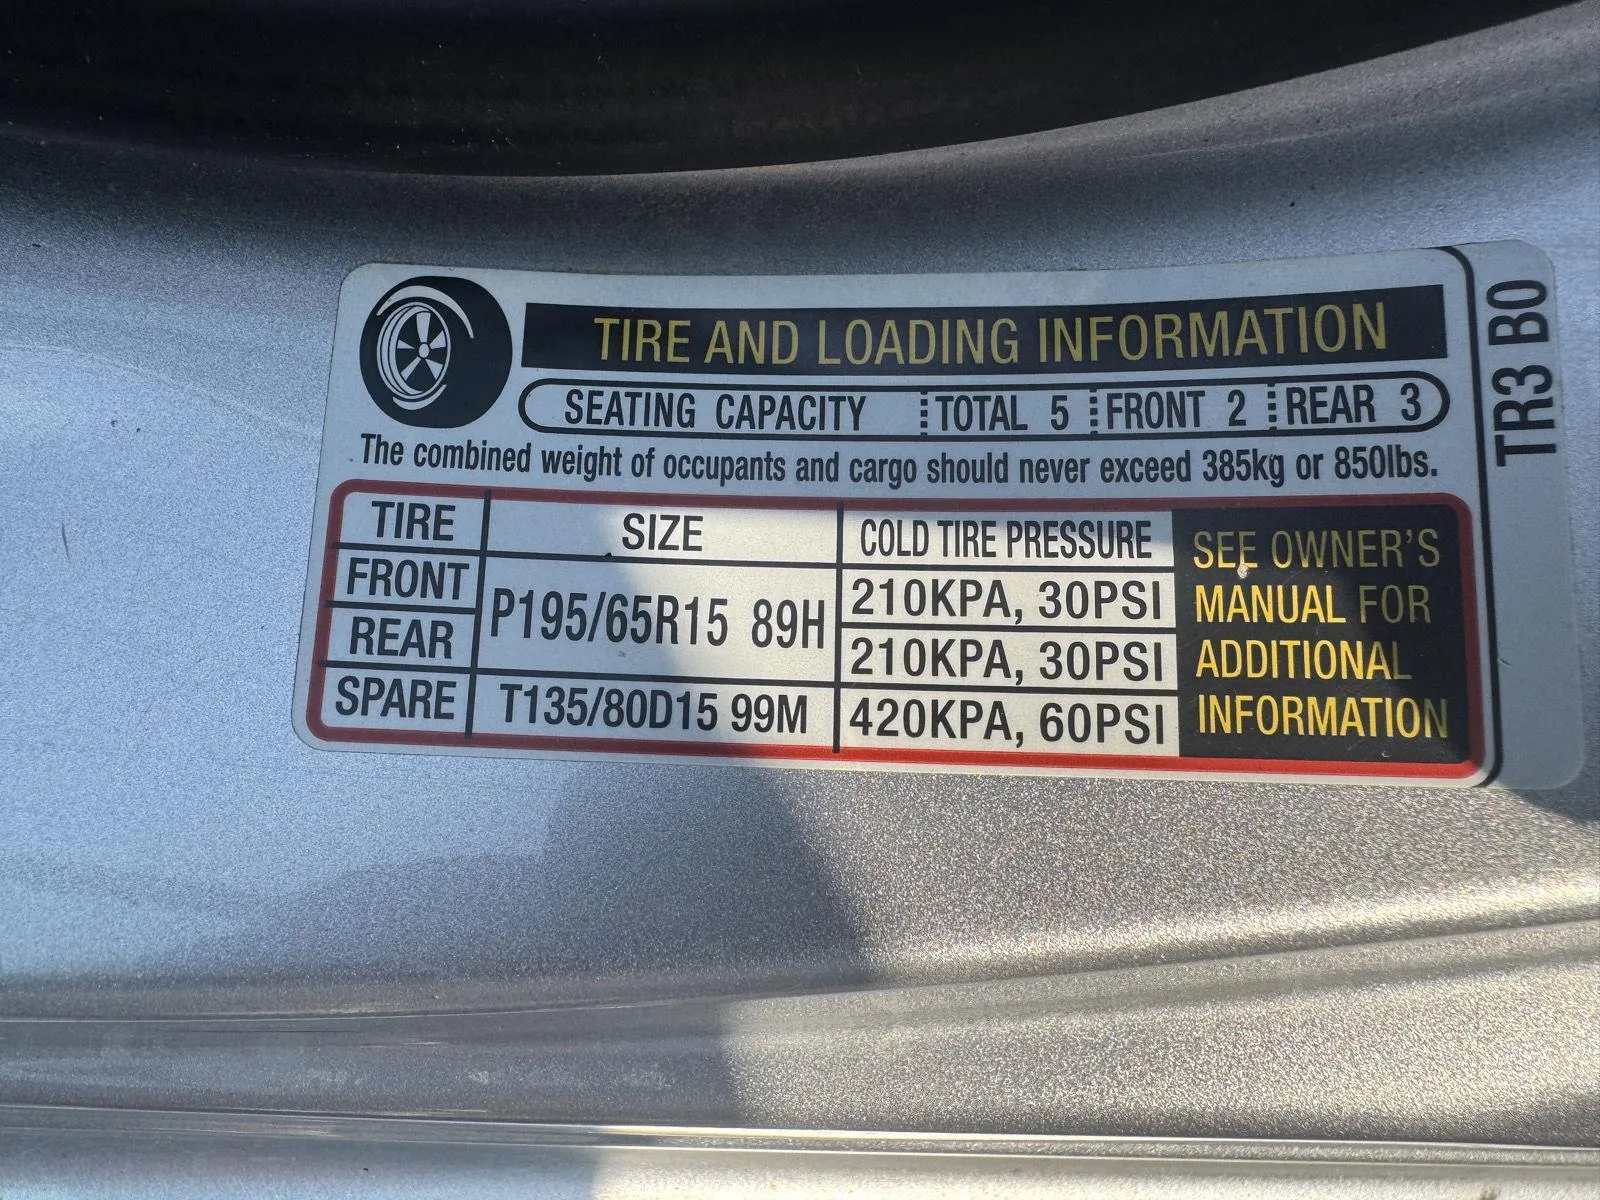 TIRE AND LOADING INFORMATION
SEATING CAPACITY TOTAL 5 FRONT 2 REAR 3
The combined weight of occupants and cargo should never exceed 385kg or 850lbs.
TIRE SIZE COLD TIRE PRESSURE
FRONT P195/65R15 89H 210KPA, 30PSI
REAR 210KPA, 30PSI
SPARE T135/80D15 99M 420KPA, 60PSI
SEE OWNER'S
MANUAL FOR
ADDITIONAL
INFORMATION
TR3 B0